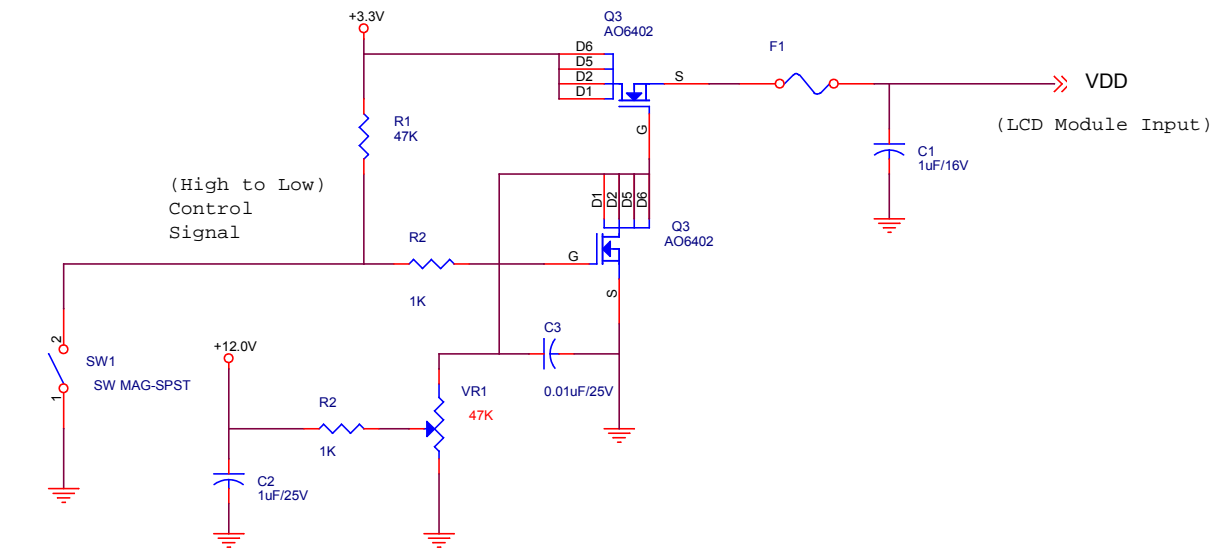 +3.3V
Q3
AO6402
D6
D5
D2
D1
S
G
F1
VDD
(LCD Module Input)
R1
47K
C1
1uF/16V
(High to Low)
Control
Signal
D1
D2
D5
D6
Q3
AO6402
R2
1K
G
S
2
1
SW1
SW MAG-SPST
+12.0V
C3
0.01uF/25V
VR1
47K
R2
1K
C2
1uF/25V